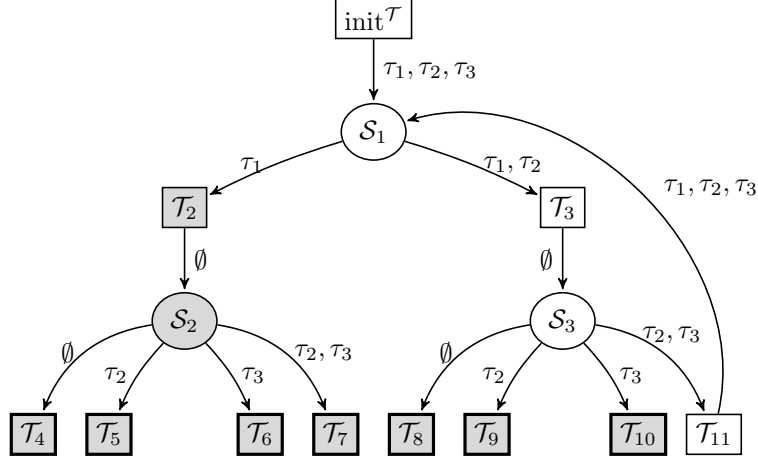 init𝒯
τ₁, τ₂, τ₃
𝒮₁
τ₁
τ₁, τ₂
τ₁, τ₂, τ₃
𝒯₂
𝒯₃
∅
∅
𝒮₂
𝒮₃
∅
τ₂
τ₃
τ₂, τ₃
∅
τ₂
τ₃
τ₂, τ₃
𝒯₄
𝒯₅
𝒯₆
𝒯₇
𝒯₈
𝒯₉
𝒯₁₀
𝒯₁₁